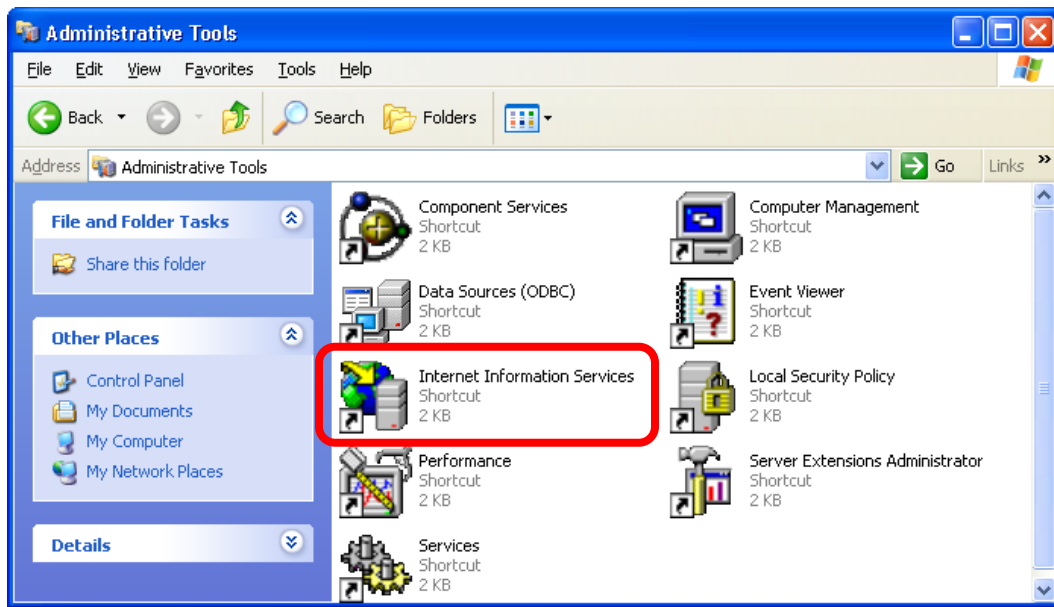 Administrative Tools
File Edit View Favorites Tools Help
Back Search Folders
Address Administrative Tools Go Links »
File and Folder Tasks
Share this folder
Other Places
Control Panel
My Documents
My Computer
My Network Places
Details
Component Services
Shortcut
2 KB
Computer Management
Shortcut
2 KB
Data Sources (ODBC)
Shortcut
2 KB
Event Viewer
Shortcut
2 KB
Internet Information Services
Shortcut
2 KB
Local Security Policy
Shortcut
2 KB
Performance
Shortcut
2 KB
Server Extensions Administrator
Shortcut
2 KB
Services
Shortcut
2 KB